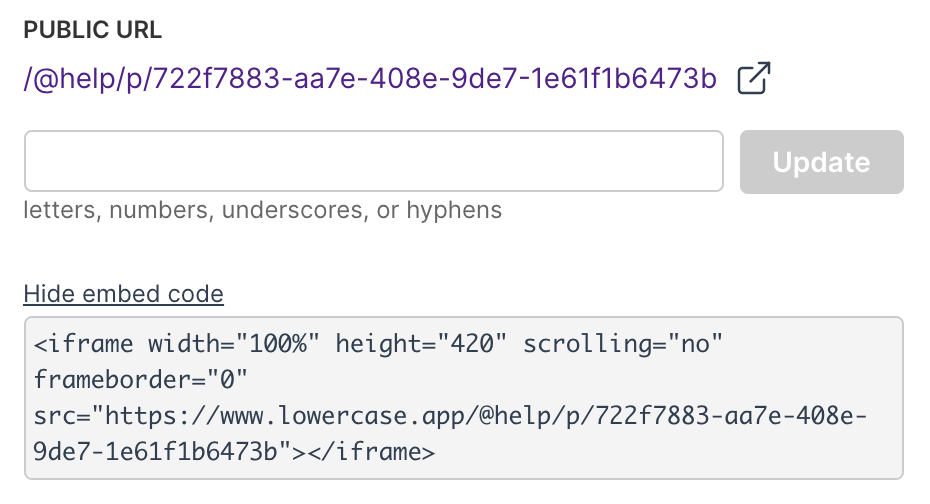 PUBLIC URL
/@help/p/722f7883-aa7e-408e-9de7-1e61f1b6473b
Update
letters, numbers, underscores, or hyphens
Hide embed code
<iframe width="100%" height="420" scrolling="no"
frameborder="0"
src="https://www.lowercase.app/@help/p/722f7883-aa7e-408e-
9de7-1e61f1b6473b"></iframe>